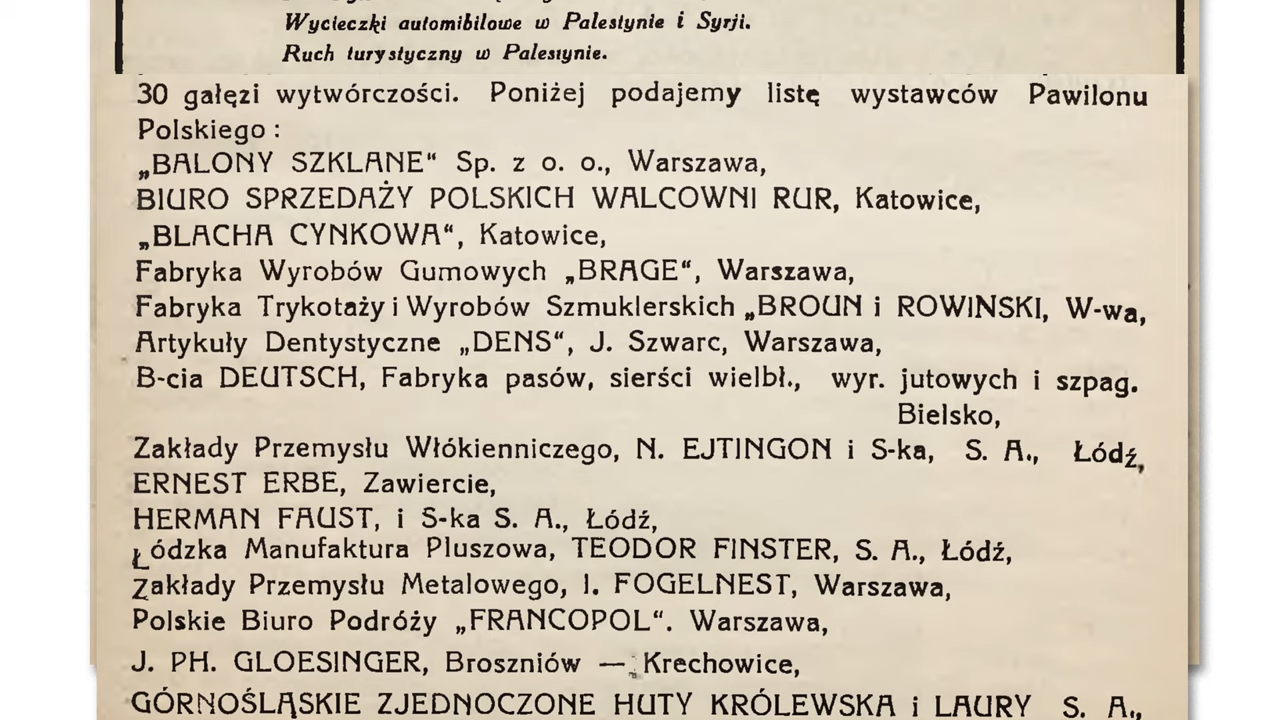 Wycieczki automibilowe w Palestynie i Syrji.
Ruch turystyczny w Palestynie.
30 gałęzi wytwórczości. Poniżej podajemy listę wystawców Pawilonu
Polskiego :
„BALONY SZKLANE“ Sp. z o. o., Warszawa,
BIURO SPRZEDAŻY POLSKICH WALCOWNI RUR, Katowice,
„BLACHA CYNKOWA“, Katowice,
Fabryka Wyrobów Gumowych „BRAGE“, Warszawa,
Fabryka Trykotaży i Wyrobów Szmuklerskich „BROUN i ROWINSKI, W-wa,
Artykuły Dentystyczne „DENS“, J. Szwarc, Warszawa,
B-cia DEUTSCH, Fabryka pasów, sierści wielbł., wyr. jutowych i szpag.
Bielsko,
Zakłady Przemysłu Włókienniczego, N. EJTINGON i S-ka, S. A., Łódź,
ERNEST ERBE, Zawiercie,
HERMAN FAUST, i S-ka S. A., Łódź,
Łódzka Manufaktura Pluszowa, TEODOR FINSTER, S. A., Łódź,
Zakłady Przemysłu Metalowego, I. FOGELNEST, Warszawa,
Polskie Biuro Podróży „FRANCOPOL“. Warszawa,
J. PH. GLOESINGER, Broszniów — Krechowice,
GÓRNOŚLĄSKIE ZJEDNOCZONE HUTY KRÓLEWSKA i LAURY S. A.,